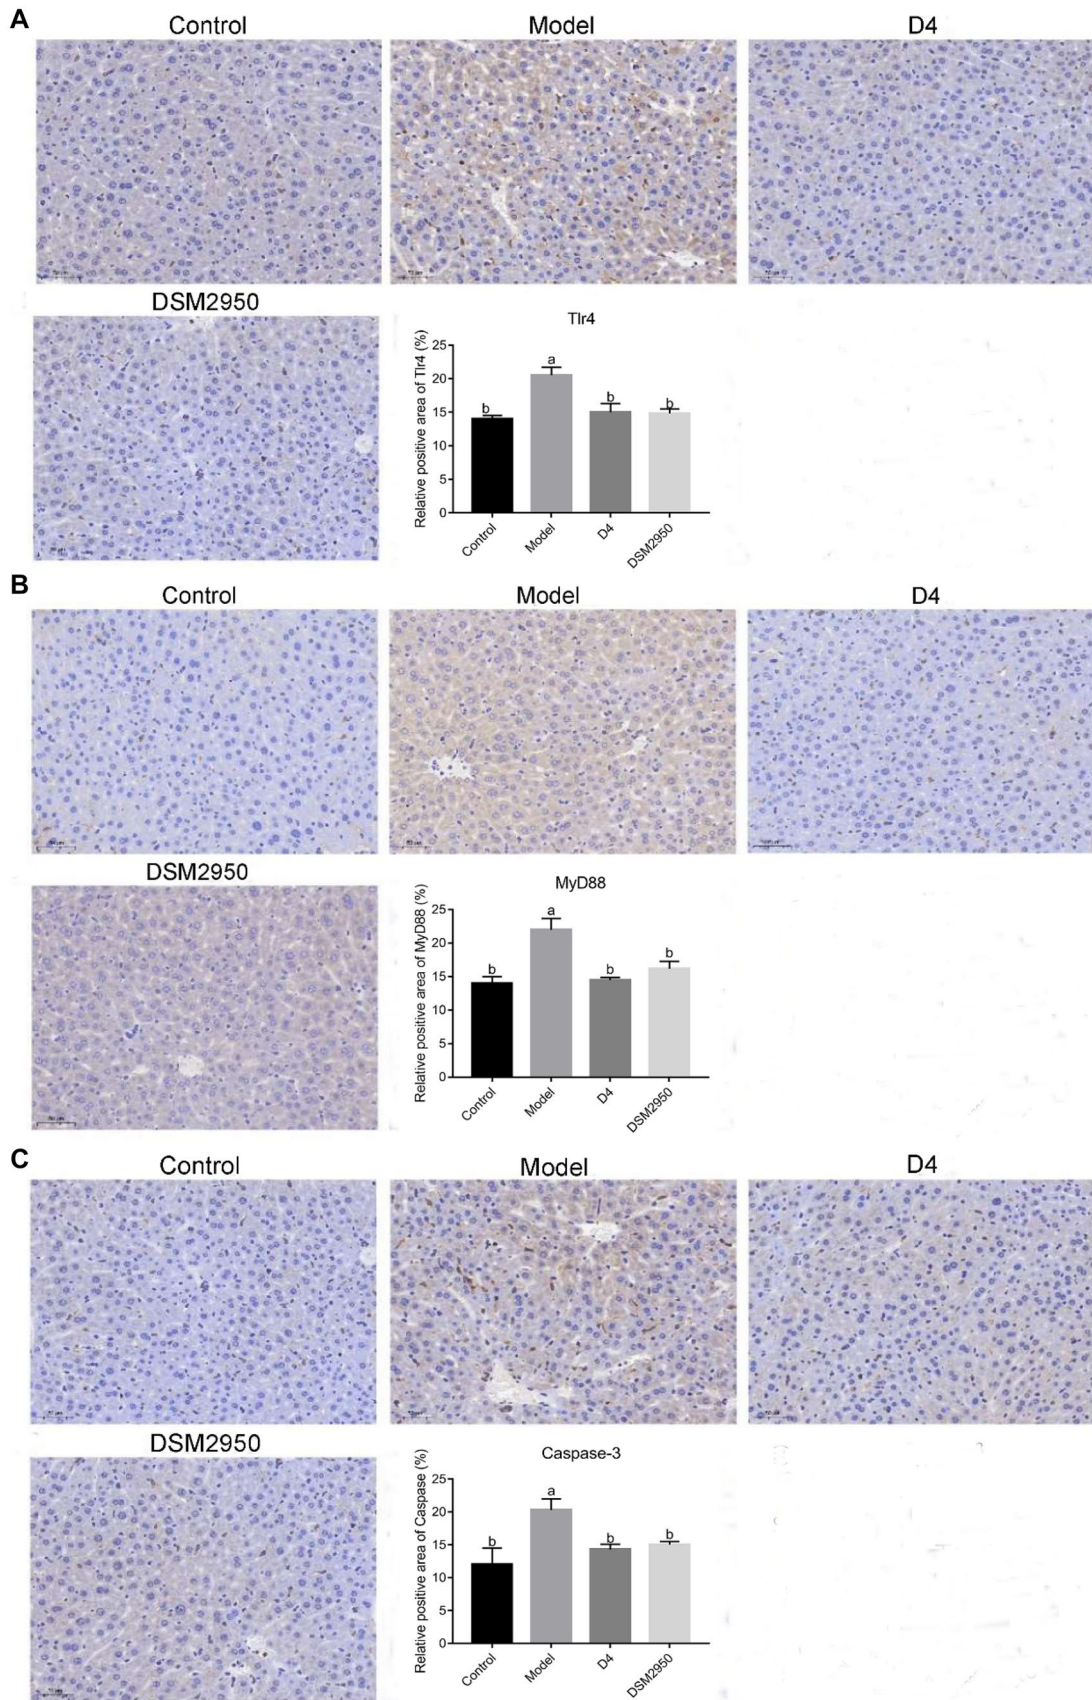 A
Control Model D4
DSM2950
Tlr4
Relative positive area of Tlr4 (%)
25
20
15
10
5
0
b a b b
Control Model D4 DSM2950
B
Control Model D4
DSM2950
MyD88
Relative positive area of MyD88 (%)
25
20
15
10
5
0
b a b b
Control Model D4 DSM2950
C
Control Model D4
DSM2950
Caspase-3
Relative positive area of Caspase (%)
25
20
15
10
5
0
b a b b
Control Model D4 DSM2950